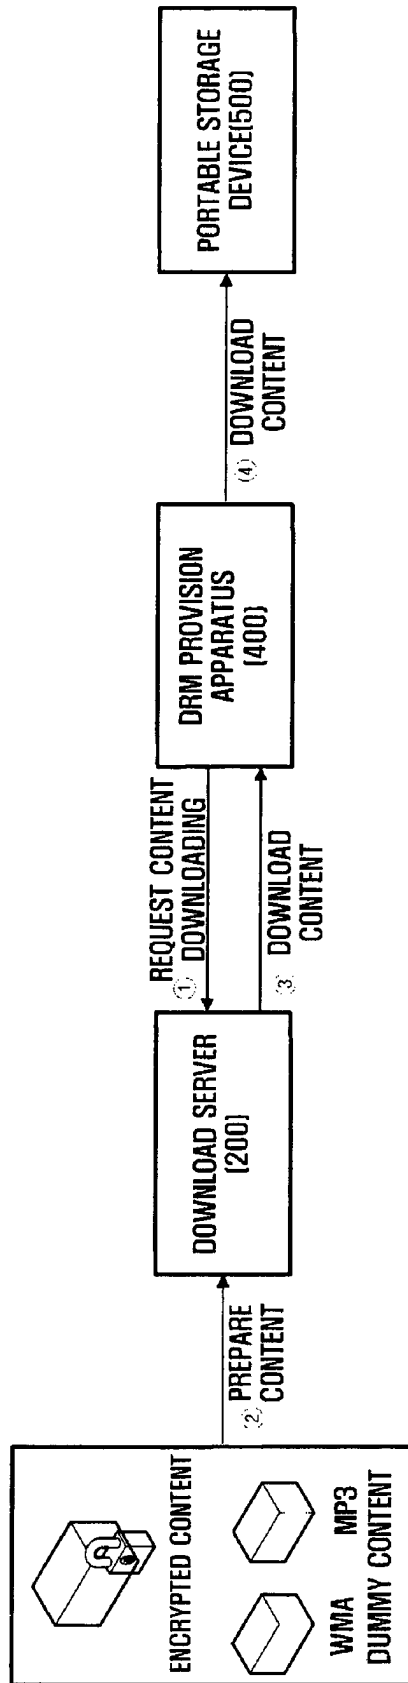 ENCRYPTED CONTENT
WMA MP3
DUMMY CONTENT
② PREPARE
CONTENT
DOWNLOAD SERVER
(200)
REQUEST CONTENT
① DOWNLOADING
③ DOWNLOAD
CONTENT
DRM PROVISION
APPARATUS
(400)
④ DOWNLOAD
CONTENT
PORTABLE STORAGE
DEVICE(500)